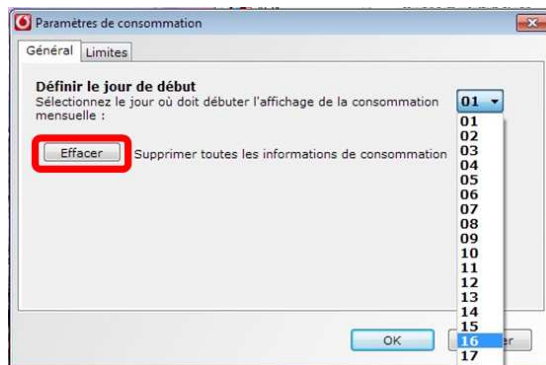 Paramètres de consommation
Général Limites
Définir le jour de début
Sélectionnez le jour où doit débuter l'affichage de la consommation
mensuelle :
01
Effacer Supprimer toutes les informations de consommation
01
02
03
04
05
06
07
08
09
10
11
12
13
14
15
16
17
OK